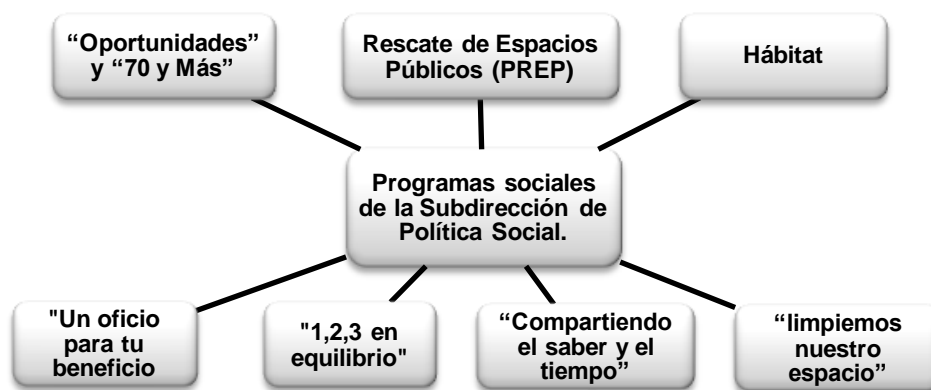 “Oportunidades”
y “70 y Más”
Rescate de Espacios
Públicos (PREP)
Hábitat
Programas sociales
de la Subdirección de
Política Social.
"Un oficio
para tu
beneficio
"1,2,3 en
equilibrio"
“Compartiendo
el saber y el
tiempo”
“limpiemos
nuestro
espacio”